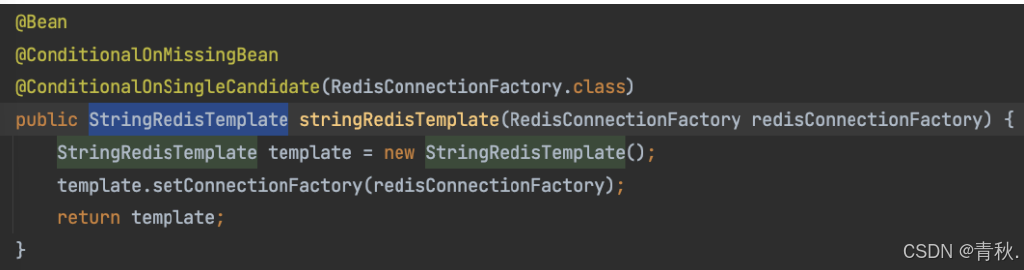 @Bean
@ConditionalOnMissingBean
@ConditionalOnSingleCandidate(RedisConnectionFactory.class)
public StringRedisTemplate stringRedisTemplate(RedisConnectionFactory redisConnectionFactory) {
    StringRedisTemplate template = new StringRedisTemplate();
    template.setConnectionFactory(redisConnectionFactory);
    return template;
}
CSDN @青秋.